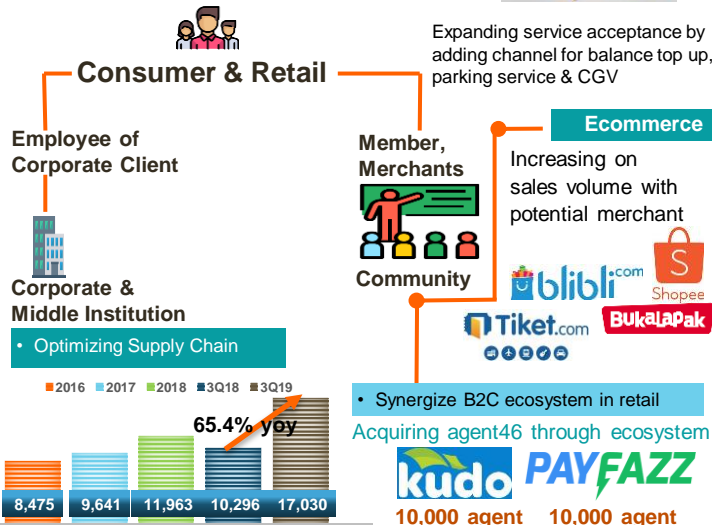 Expanding service acceptance by
adding channel for balance top up,
parking service & CGV
Consumer & Retail
Employee of
Corporate Client
Member,
Merchants
Community
Corporate &
Middle Institution
• Optimizing Supply Chain
2016 2017 2018 3Q18 3Q19
65.4% yoy
8,475 9,641 11,963 10,296 17,030
Ecommerce
Increasing on
sales volume with
potential merchant
blibli.com
S
Shopee
Tiket.com
BUKALAPAK
• Synergize B2C ecosystem in retail
Acquiring agent46 through ecosystem
kudo PAYFAZZ
10,000 agent 10,000 agent